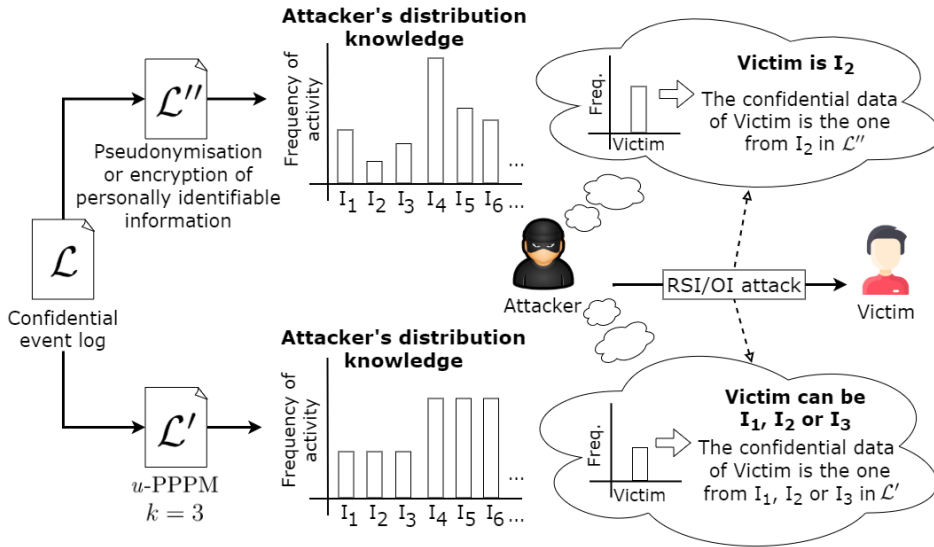 Attacker's distribution
knowledge
ℒ''
Pseudonymisation
or encryption of
personally identifiable
information
Frequency of
activity
I₁ I₂ I₃ I₄ I₅ I₆ ...
...
Freq.
Victim
Victim is I₂
The confidential data
of Victim is the one
from I₂ in ℒ''
ℒ
Confidential
event log
Attacker
RSI/OI attack
Victim
Attacker's distribution
knowledge
ℒ'
u-PPPM
k = 3
Frequency of
activity
I₁ I₂ I₃ I₄ I₅ I₆ ...
...
Freq.
Victim
Victim can be
I₁, I₂ or I₃
The confidential data
of Victim is the one
from I₁, I₂ or I₃ in ℒ'